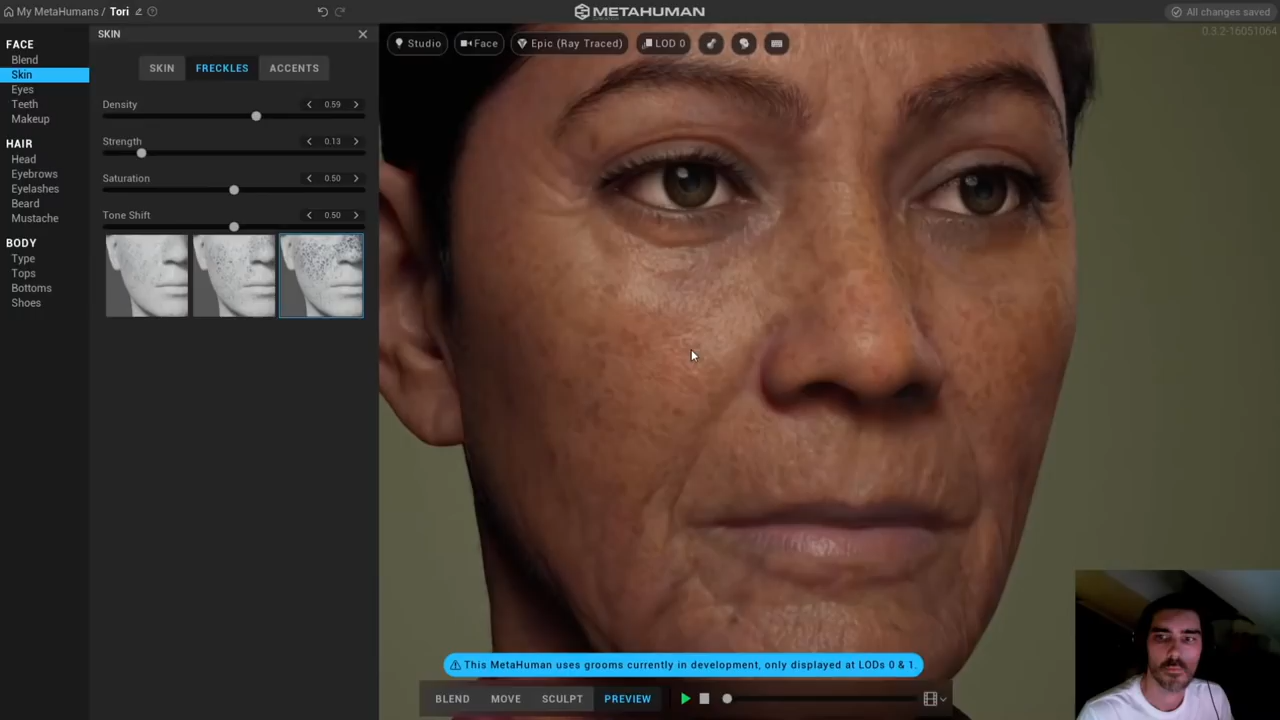 My MetaHumans / Tori
METAHUMAN
All changes saved
0.3.2-16051064
FACE
Blend
Skin
Eyes
Teeth
Makeup
HAIR
Head
Eyebrows
Eyelashes
Beard
Mustache
BODY
Type
Tops
Bottoms
Shoes
SKIN
SKIN FRECKLES ACCENTS
Density 0.59
Strength 0.13
Saturation 0.50
Tone Shift 0.50
Studio Face Epic (Ray Traced) LOD 0
This MetaHuman uses grooms currently in development, only displayed at LODs 0 & 1.
BLEND MOVE SCULPT PREVIEW